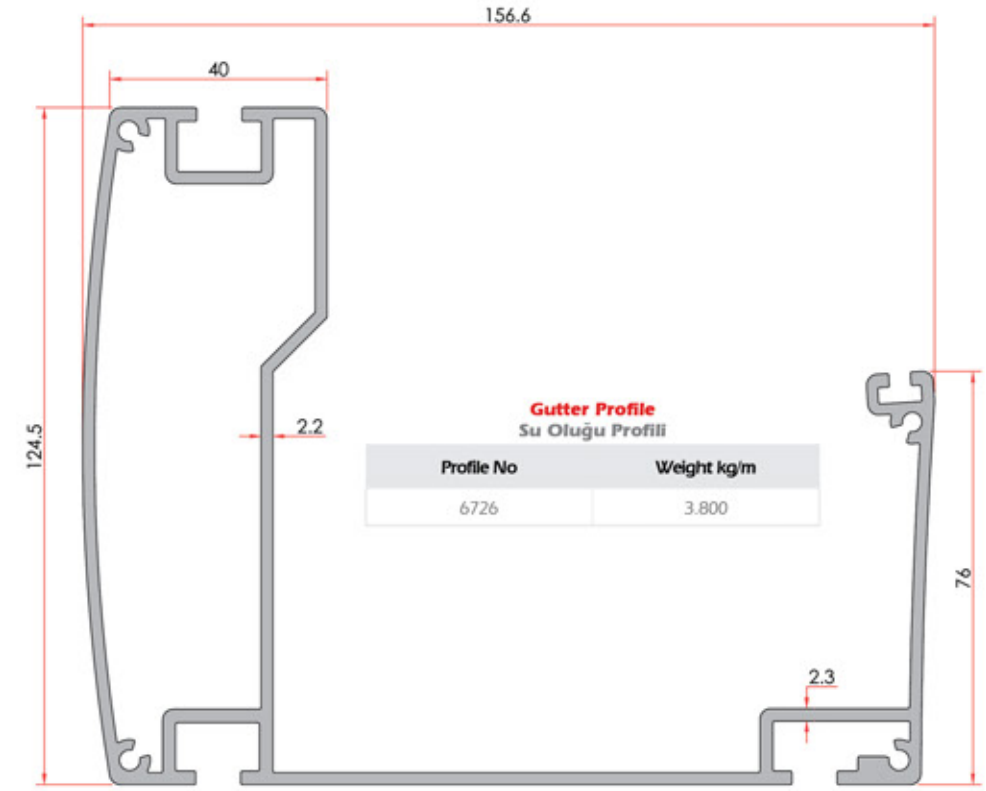 156.6
40
124.5
2.2
Gutter Profile
Su Oluğu Profili
Profile No Weight kg/m
6726 3.800
76
2.3